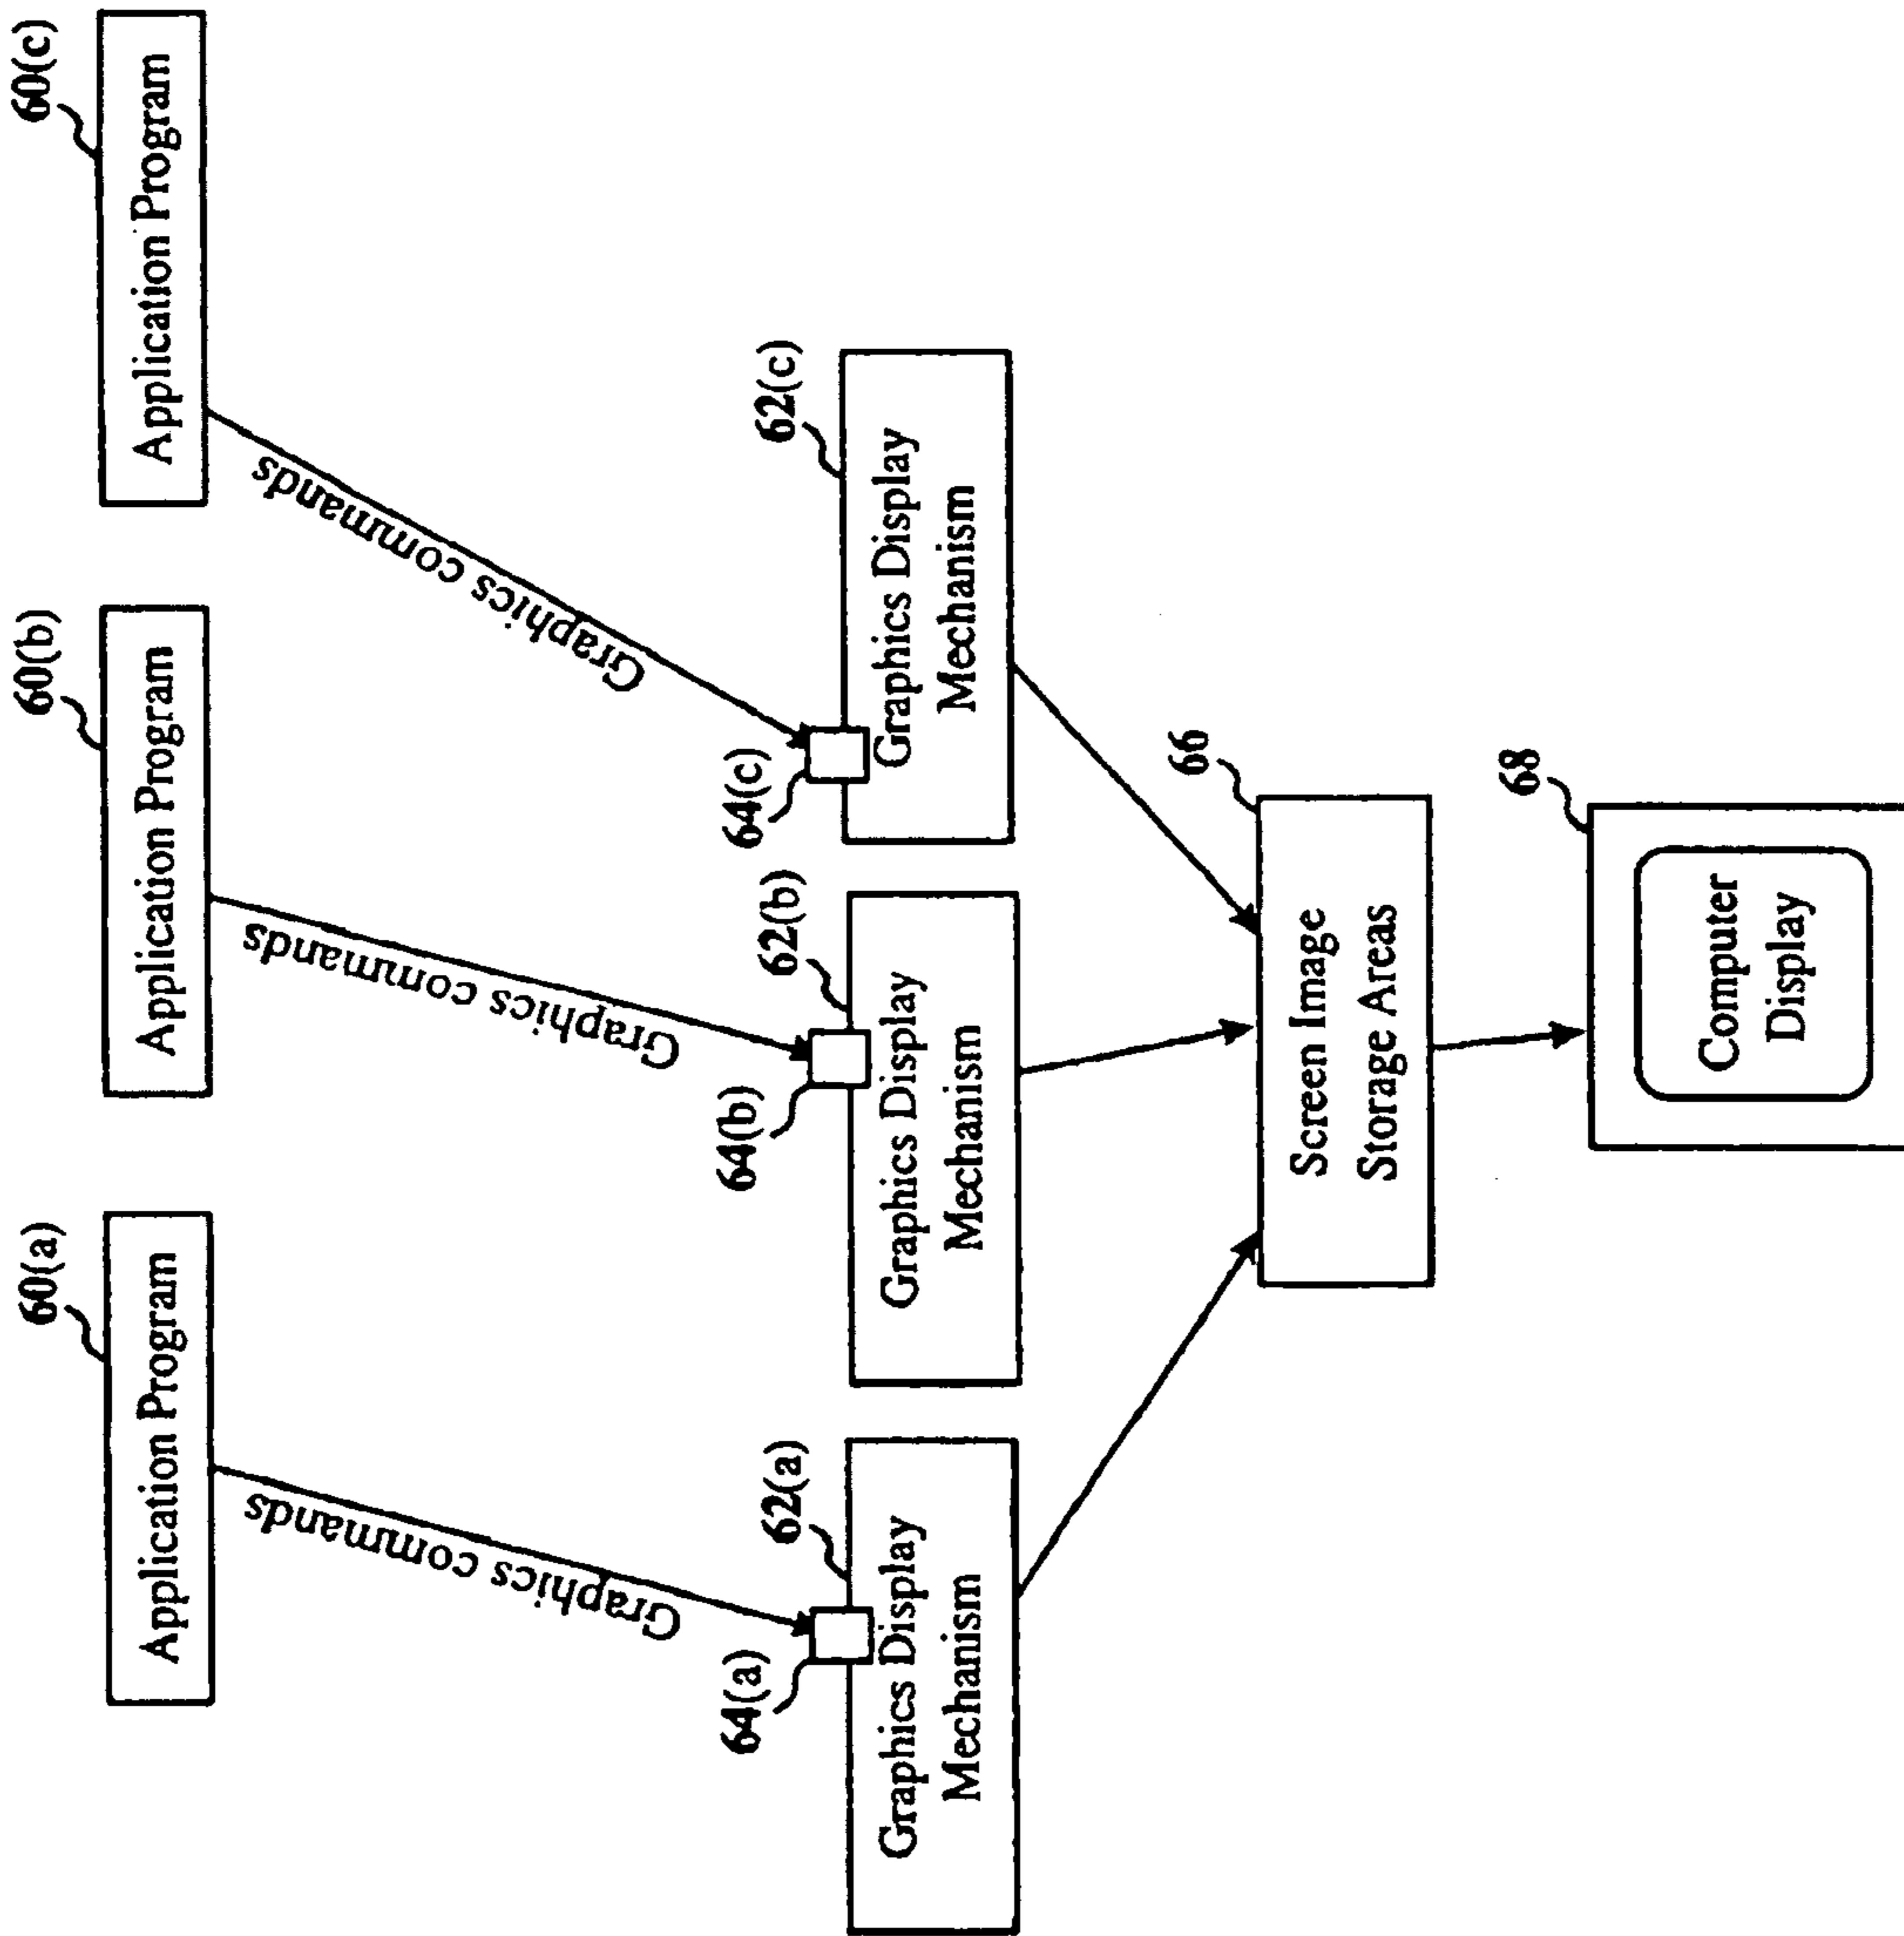 60(a)
60(b)
60(c)
Application Program
Application Program
Application Program
Graphics commands
Graphics commands
Graphics commands
64(a)
62(a)
64(b)
62(b)
64(c)
62(c)
Graphics Display
Mechanism
Graphics Display
Mechanism
Graphics Display
Mechanism
66
Screen Image
Storage Areas
68
Computer
Display